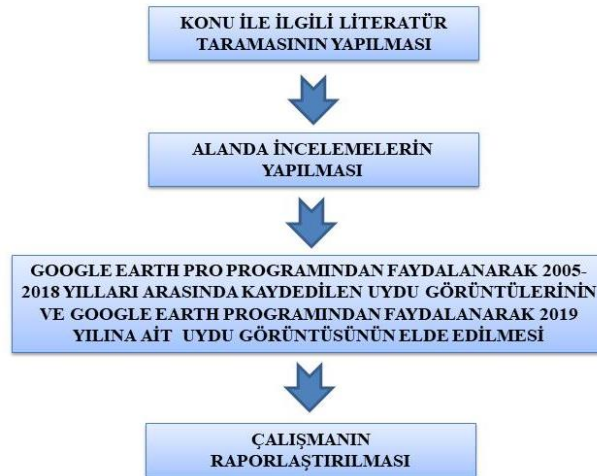 KONU İLE İLGİLİ LİTERATÜR
TARAMASININ YAPILMASI
ALANDA İNCELEMELERİN
YAPILMASI
GOOGLE EARTH PRO PROGRAMINDAN FAYDALANARAK 2005-
2018 YILLARI ARASINDA KAYDEDİLEN UYDU GÖRÜNTÜLERİNİN
VE GOOGLE EARTH PROGRAMINDAN FAYDALANARAK 2019
YILINA AİT UYDU GÖRÜNTÜSÜNÜN ELDE EDİLMESİ
ÇALIŞMANIN
RAPORLAŞTIRILMASI